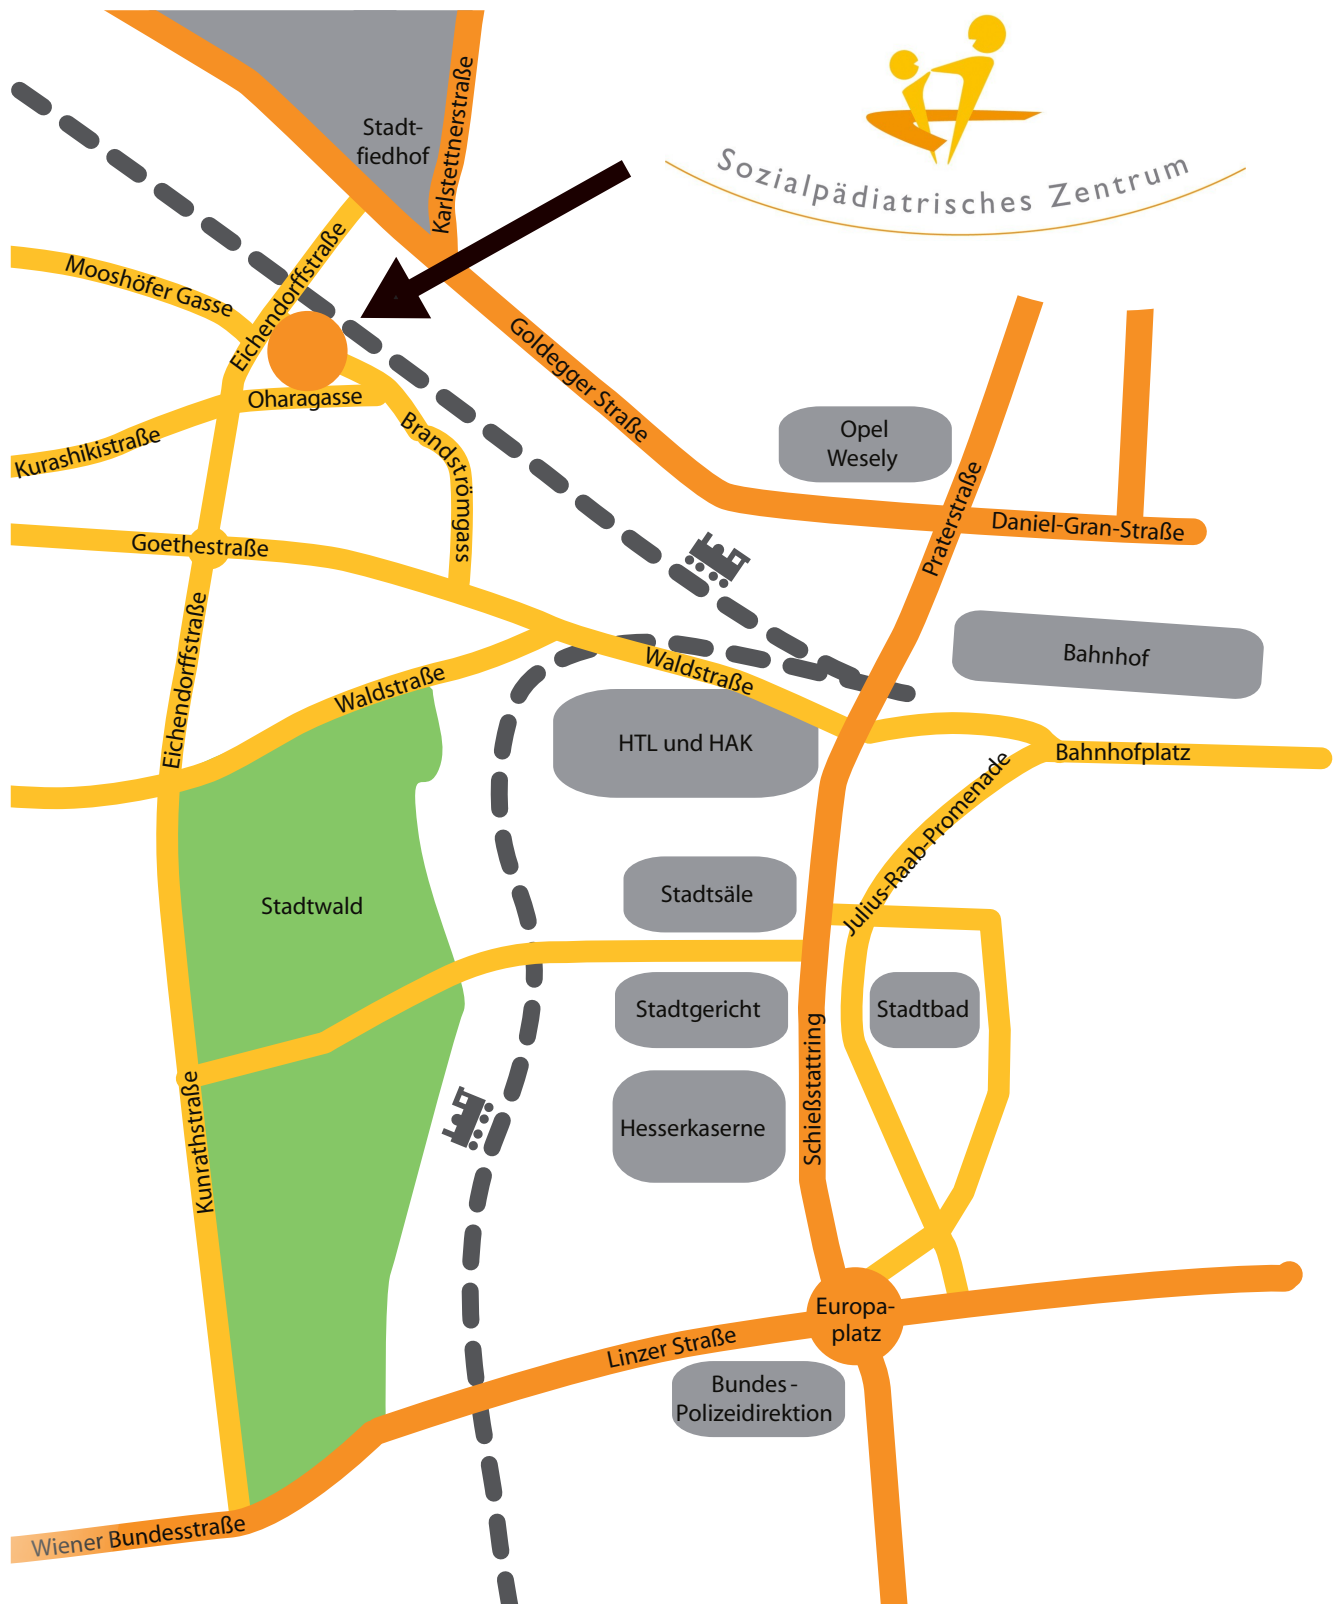 Sozialpädiatrisches Zentrum
Karlstettnerstraße
Stadt-
fiedhof
Eichendorffstraße
Mooshöfer Gasse
Goldegger Straße
Oharagasse
Brandströmgass
Kurashikistraße
Opel
Wesely
Praterstraße
Daniel-Gran-Straße
Goethestraße
Eichendorffstraße
Waldstraße
Waldstraße
Bahnhof
HTL und HAK
Bahnhofplatz
Julius-Raab-Promenade
Stadtwald
Stadtsäle
Stadtgericht
Stadtbad
Schießstattring
Hesserkaserne
Kunrathstraße
Europa-
platz
Linzer Straße
Bundes-
Polizeidirektion
Wiener Bundesstraße